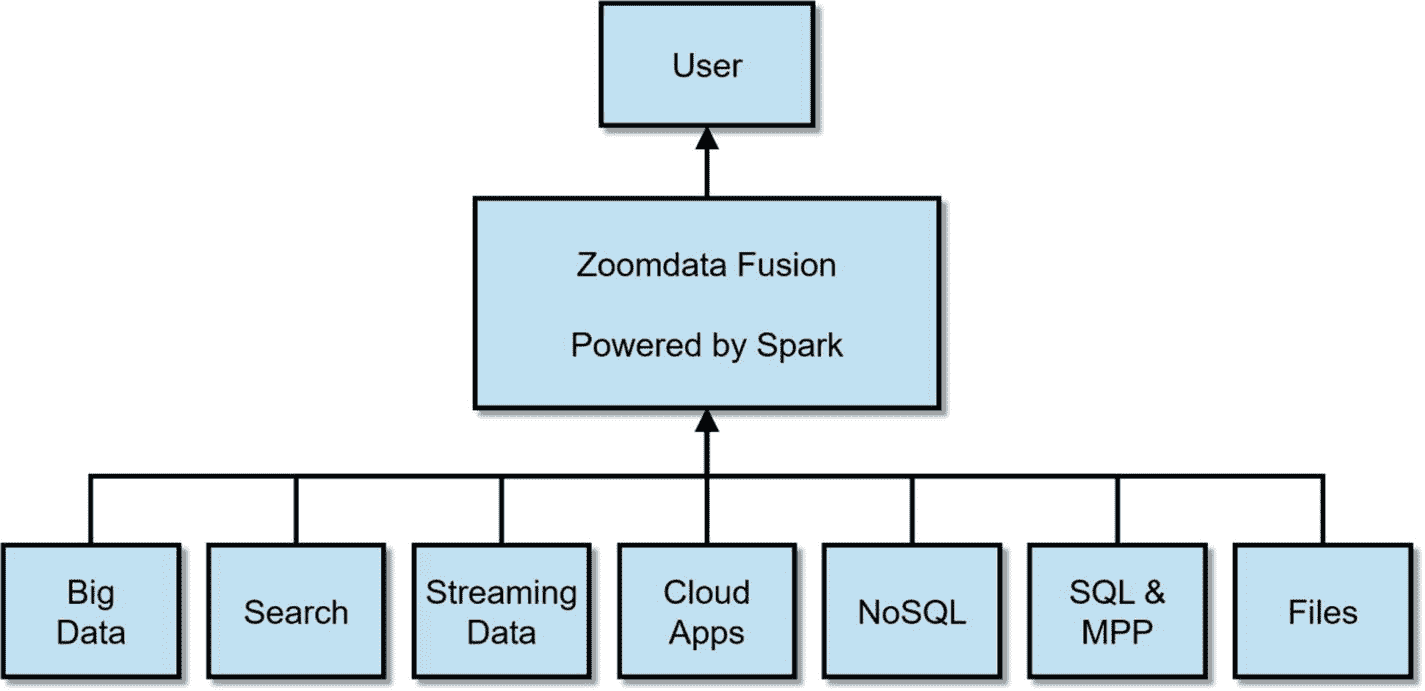 User
Zoomdata Fusion
Powered by Spark
Big
Data
Search
Streaming
Data
Cloud
Apps
NoSQL
SQL &
MPP
Files